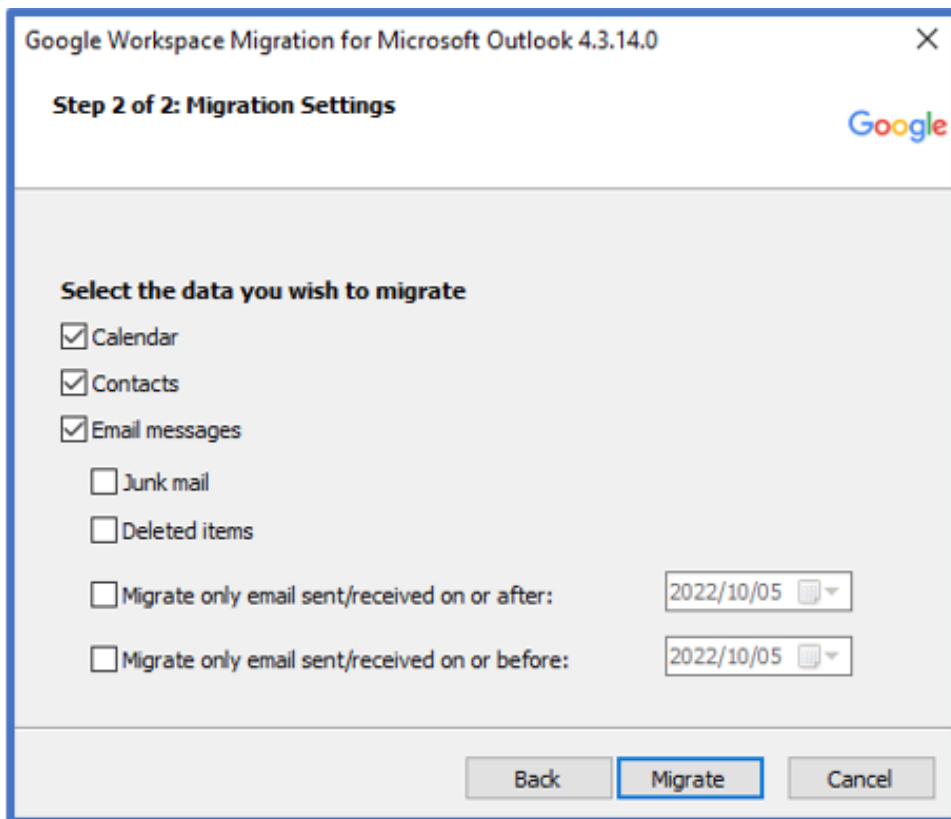 Google Workspace Migration for Microsoft Outlook 4.3.14.0
Step 2 of 2: Migration Settings
Google
Select the data you wish to migrate
Calendar
Contacts
Email messages
Junk mail
Deleted items
Migrate only email sent/received on or after: 2022/10/05
Migrate only email sent/received on or before: 2022/10/05
Back Migrate Cancel